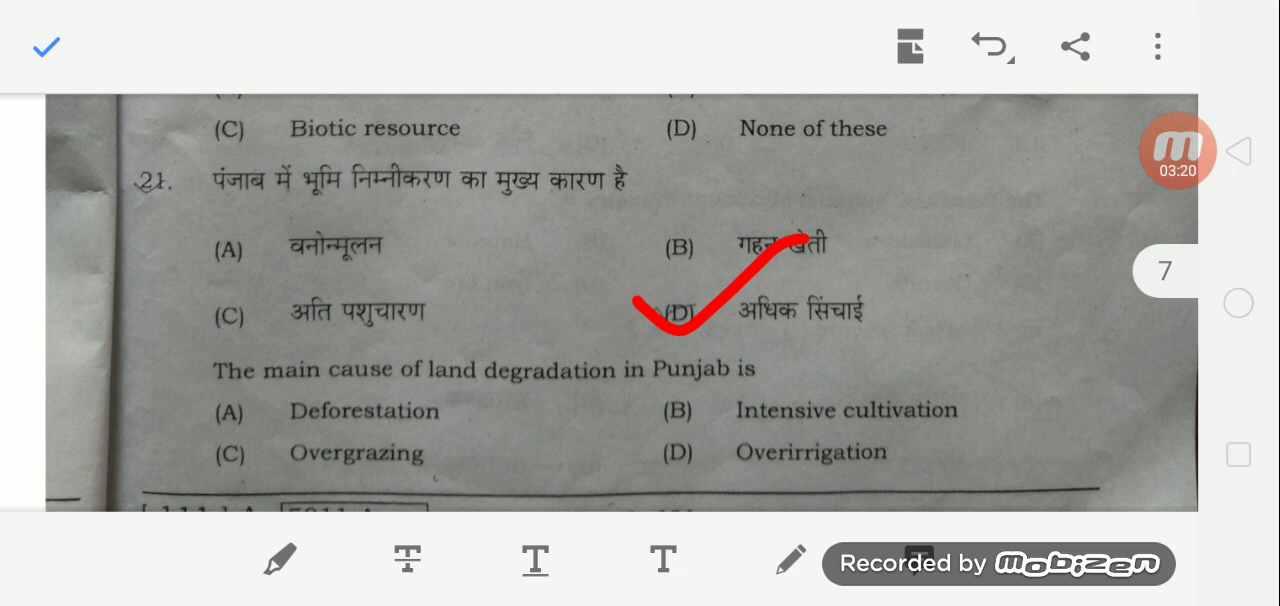 03:20
(C) Biotic resource (D) None of these
21. पंजाब में भूमि निम्नीकरण का मुख्य कारण है
(A) वनोन्मूलन (B) गहन खेती
(C) अति पशुचारण (D) अधिक सिंचाई
7
The main cause of land degradation in Punjab is
(A) Deforestation (B) Intensive cultivation
(C) Overgrazing (D) Overirrigation
T T T
Recorded by mobizen